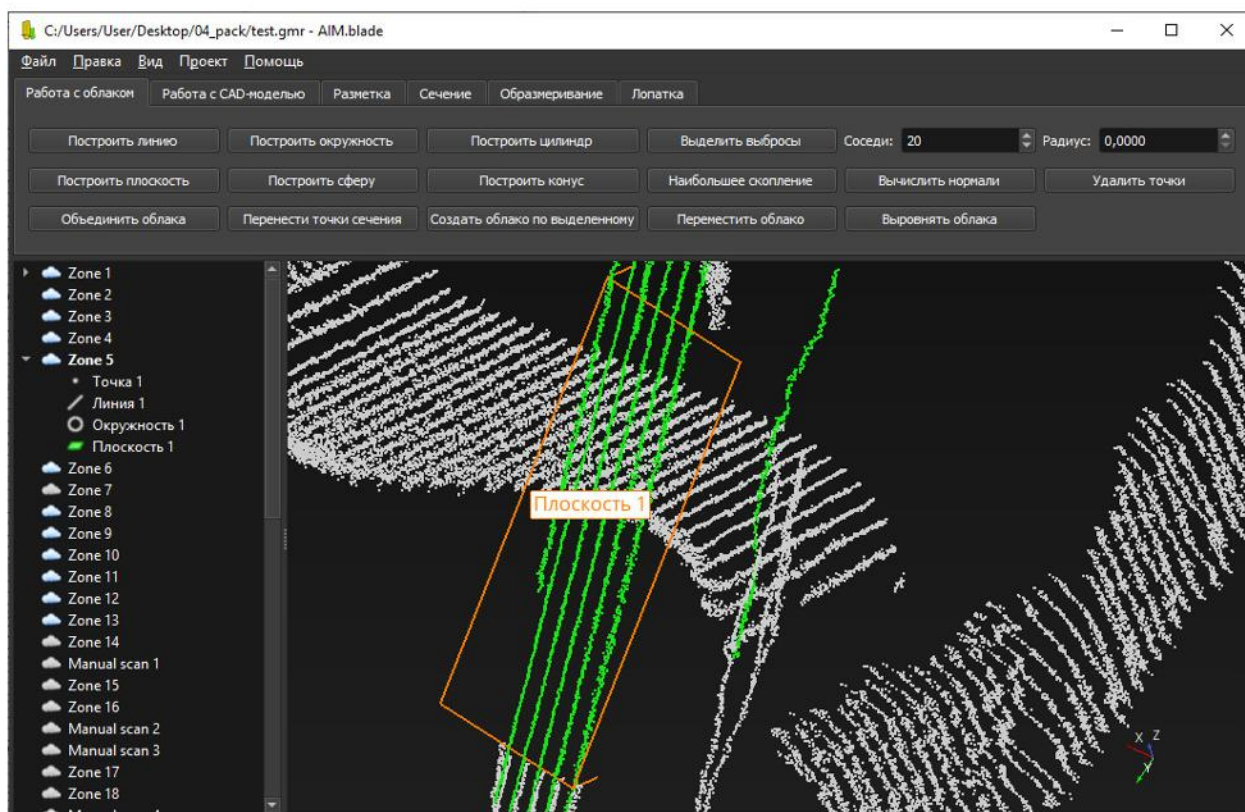 C:/Users/User/Desktop/04_pack/test.gmr - AIM.blade
Файл Правка Вид Проект Помощь
Работа с облаком Работа с CAD-моделью Разметка Сечение Образмеривание Лопатка
Построить линию Построить окружность Построить цилиндр Выделить выбросы Соседи: 20 Радиус: 0,0000
Построить плоскость Построить сферу Построить конус Наибольшее скопление Вычислить нормали Удалить точки
Объединить облака Перенести точки сечения Создать облако по выделенному Переместить облако Выровнять облака
Zone 1
Zone 2
Zone 3
Zone 4
Zone 5
Точка 1
Линия 1
Окружность 1
Плоскость 1
Zone 6
Zone 7
Zone 8
Zone 9
Zone 10
Zone 11
Zone 12
Zone 13
Zone 14
Manual scan 1
Zone 15
Zone 16
Manual scan 2
Manual scan 3
Zone 17
Zone 18
Плоскость 1
X Z
Y